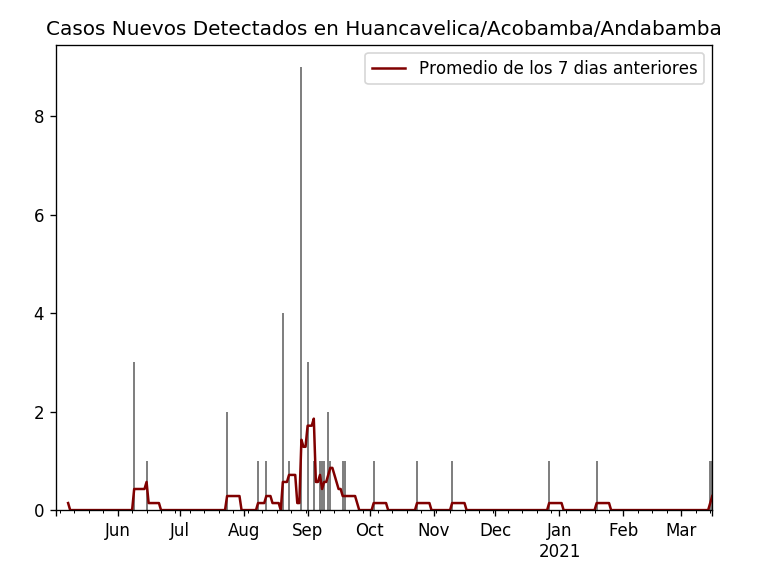 Casos Nuevos Detectados en Huancavelica/Acobamba/Andabamba
Promedio de los 7 dias anteriores
8
6
4
2
0
Jun Jul Aug Sep Oct Nov Dec Jan Feb Mar
2021